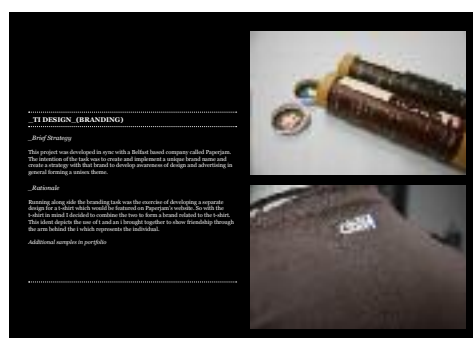 _TI DESIGN_(BRANDING)
_Brief Strategy
This project was developed in sync with a Belfast based company called Paperjam.
The intention of the task was to create and implement a unique brand name and
create a strategy with that brand to develop awareness of design and advertising in
general forming a unisex theme.
_Rationale
Running along side the branding task was the exercise of developing a separate
design for a t-shirt which would be featured on Paperjam's website. So with the
t-shirt in mind I decided to combine the two to form a brand related to the t-shirt.
This ident depicts the use of t and an i brought together to show friendship through
the arm behind the i which represents the individual.
Additional samples in portfolio